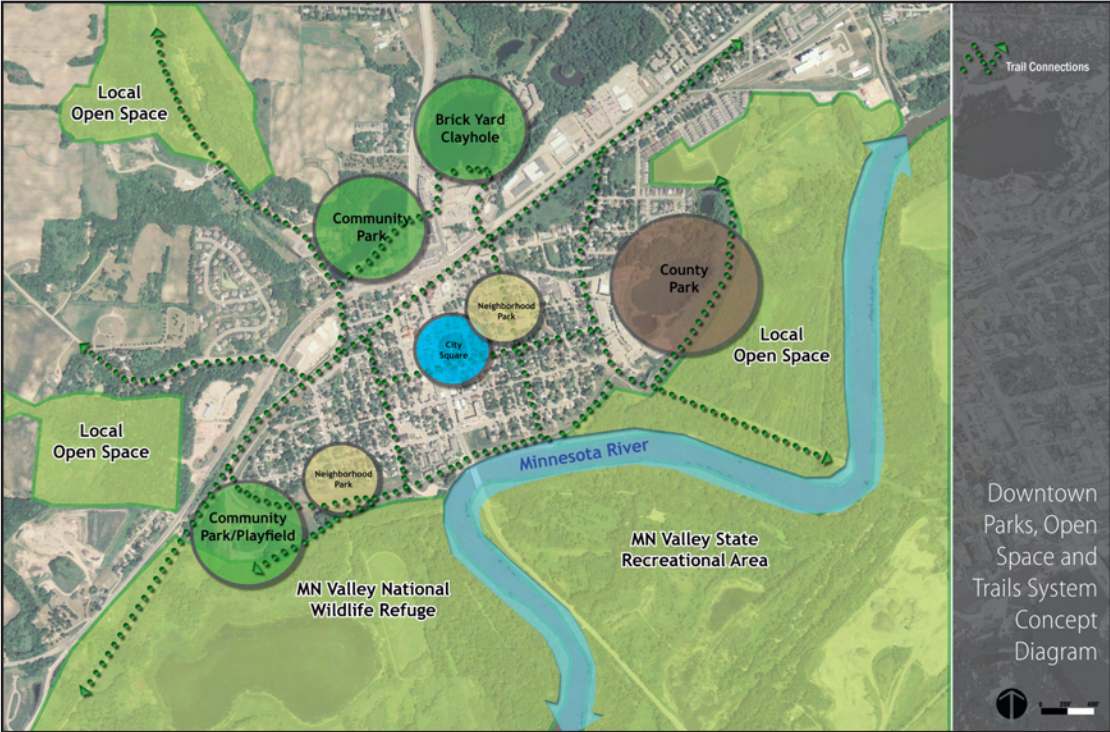 Local
Open Space
Brick Yard
Clayhole
Community
Park
County
Park
Neighborhood
Park
City
Square
Local
Open Space
Local
Open Space
Minnesota River
Neighborhood
Park
Community
Park/Playfield
MN Valley State
Recreational Area
MN Valley National
Wildlife Refuge
Trail Connections
Downtown
Parks, Open
Space and
Trails System
Concept
Diagram
0